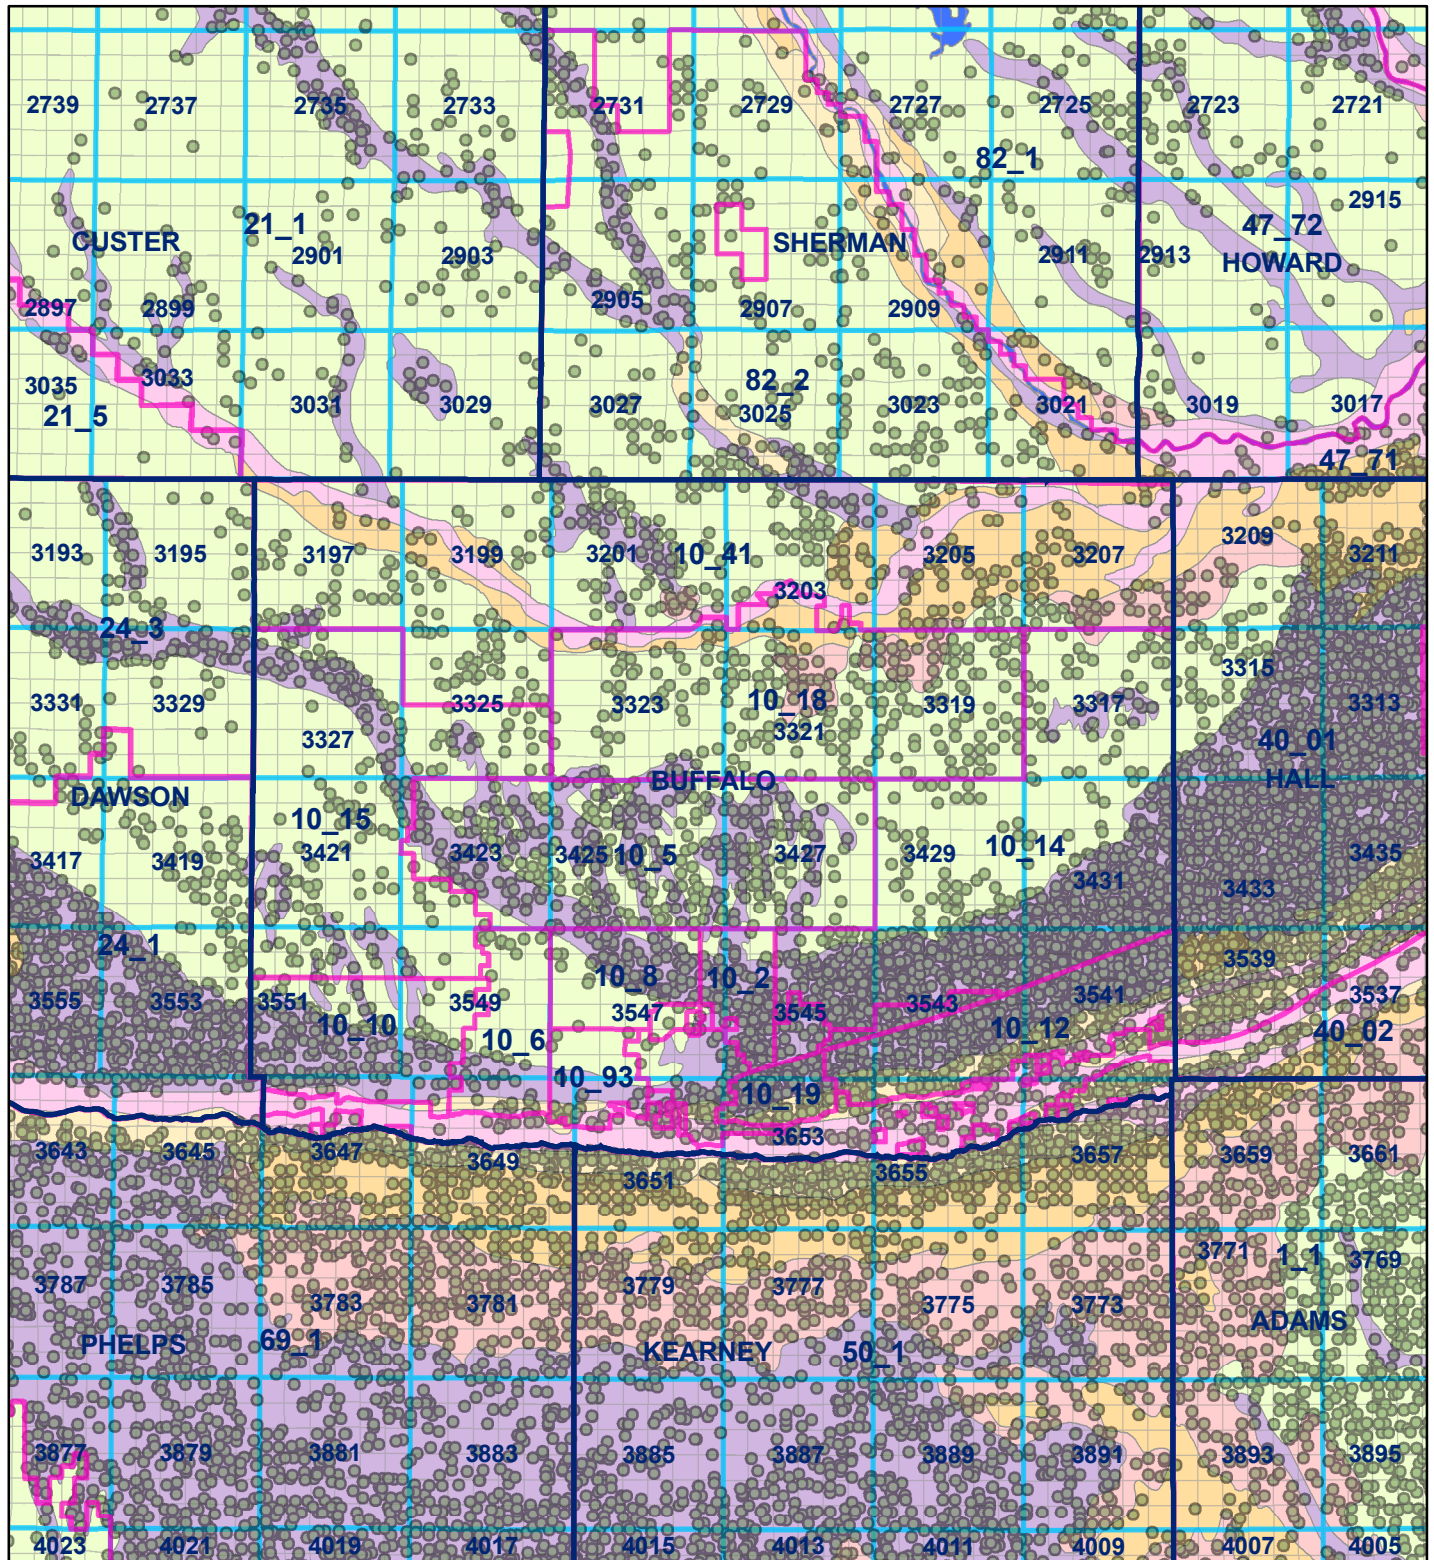 2739 2737 2735 2733 2731 2729 2727 2725 2723 2721
82_1
2915
CUSTER 21_1 2901 2903 SHERMAN 2911 2913 47_72
HOWARD
2897 2899 2905 2907 2909
3035 3033 82_2
21_5 3031 3029 3027 3025 3023 3021 3019 3017
47_71
3193 3195 3197 3199 3201 10_41 3205 3207 3209 3211
3203
24_3
3331 3329 3325 3323 10_18 3319 3317 3315 3313
3327 3321 40_01
DAWSON BUFFALO HALL
10_15
3417 3419 3421 3423 3425 10_5 3427 3429 10_14 3435
3431 3433
24_1 10_8 10_2 3539
3555 3553 3551 3549 3547 3545 3543 3541 3537
10_10 10_6 10_12 40_02
10_93 10_19
3643 3645 3647 3649 3653 3657 3659 3661
3651 3655
3787 3785 3783 3781 3779 3777 3775 3773 3771 1_1 3769
PHELPS 69_1 KEARNEY 50_1 ADAMS
3877 3879 3881 3883 3885 3887 3889 3891 3893 3895
4023 4021 4019 4017 4015 4013 4011 4009 4007 4005